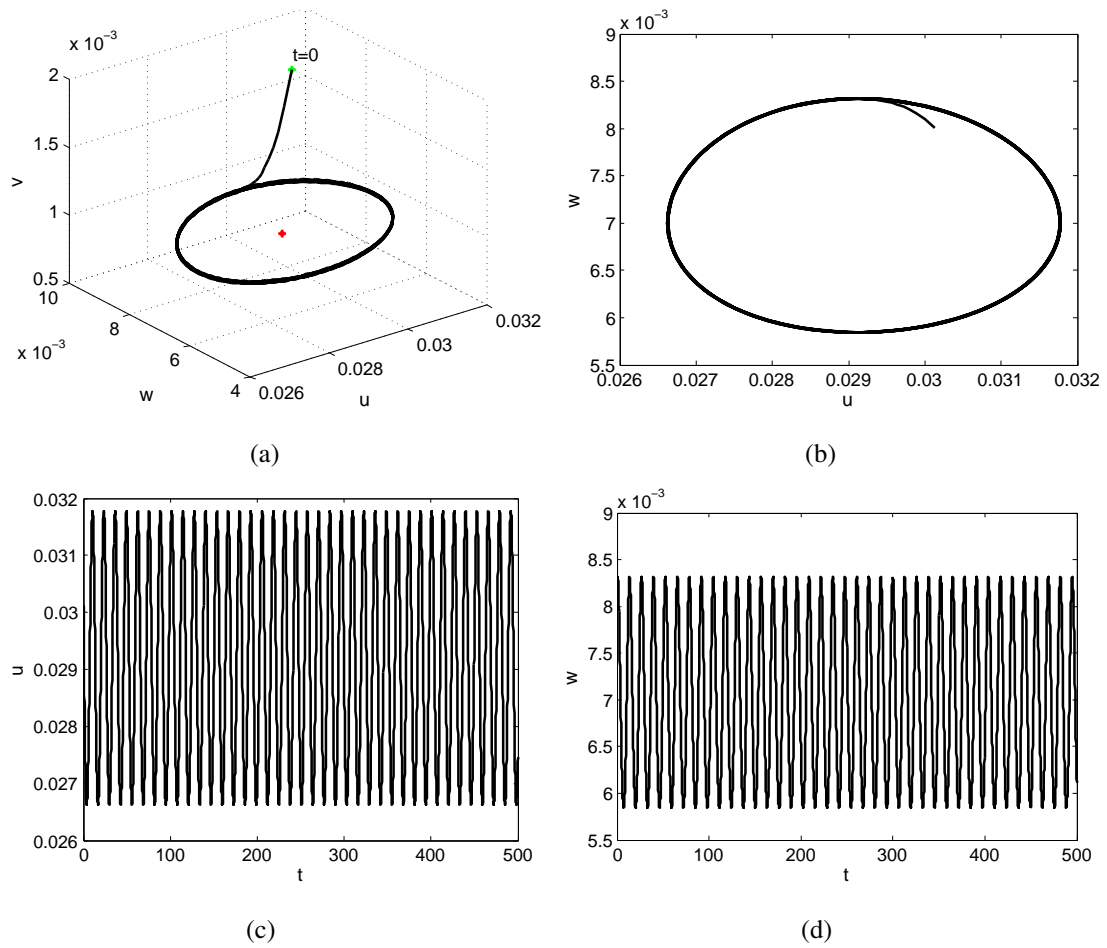 x 10⁻³
2
1.5
1
0.5
v
t=0
10
8
6
4
x 10⁻³
w
0.026
0.028
0.03
0.032
u
(a)
x 10⁻³
9
8.5
8
7.5
7
6.5
6
5.5
w
0.026 0.027 0.028 0.029 0.03 0.031 0.032
u
(b)
0.032
0.031
0.03
0.029
0.028
0.027
0.026
u
0 100 200 300 400 500
t
(c)
x 10⁻³
9
8.5
8
7.5
7
6.5
6
5.5
w
0 100 200 300 400 500
t
(d)